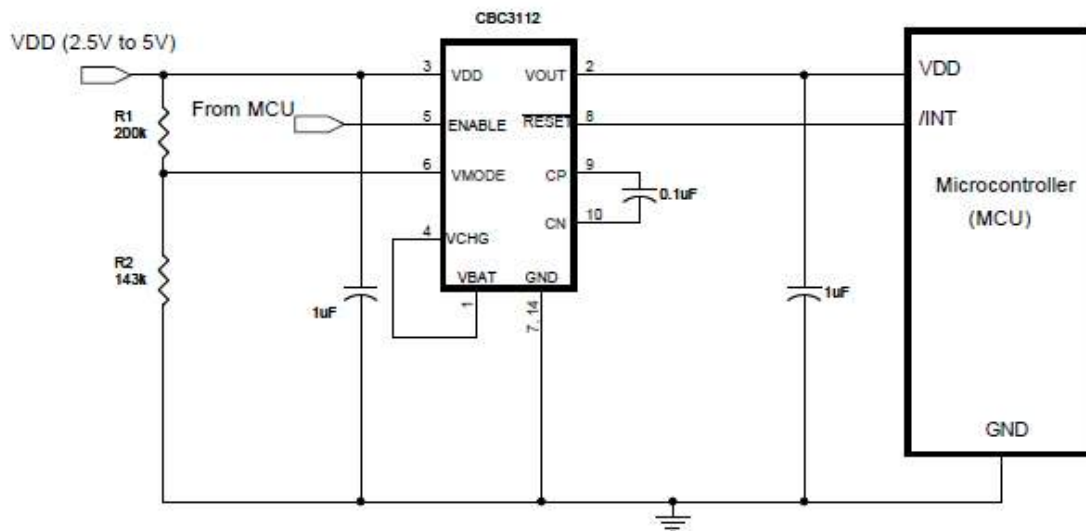 CBC3112
VDD (2.5V to 5V)
3
VDD
VOUT
2
VDD
R1
200k
From MCU
5
ENABLE
RESET
8
/INT
6
VMODE
CP
9
0.1uF
Microcontroller
(MCU)
CN
10
4
VCHG
R2
143k
VBAT
GND
1uF
1
7, 14
1uF
GND